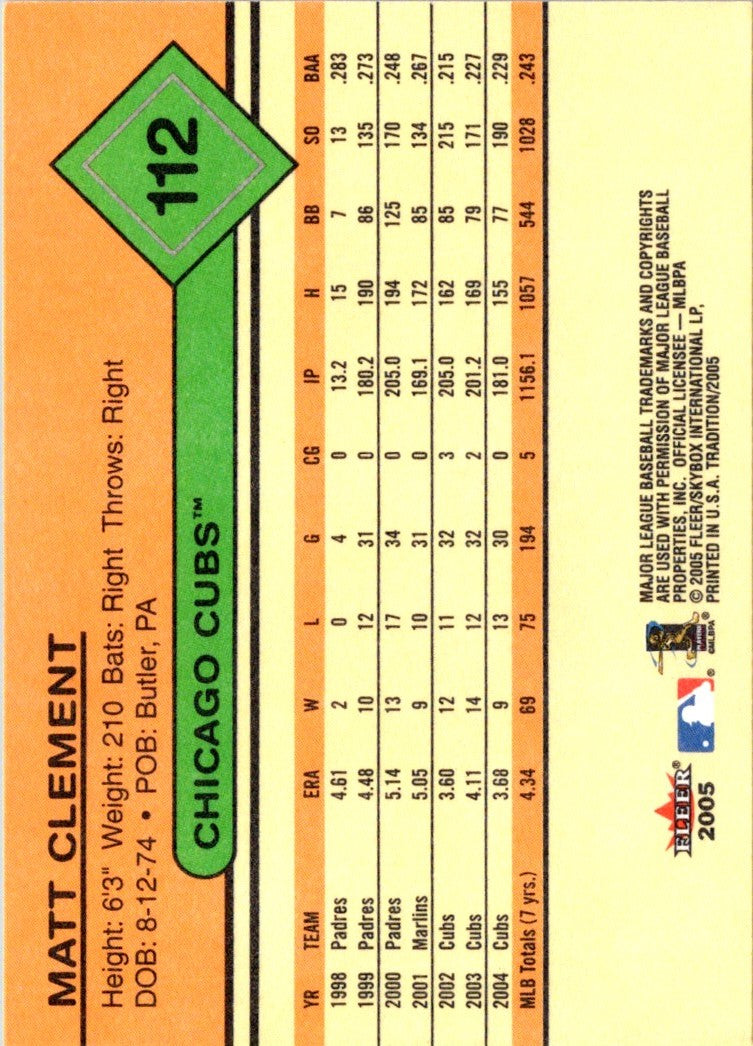 MATT CLEMENT
Height: 6'3" Weight: 210 Bats: Right Throws: Right
DOB: 8-12-74 • POB: Butler, PA
112
CHICAGO CUBS™
YR TEAM ERA W L G CG IP H BB SO BAA
1998 Padres 4.61 2 0 4 0 13.2 15 7 13 .283
1999 Padres 4.48 10 12 31 0 180.2 190 86 135 .273
2000 Padres 5.14 13 17 34 0 205.0 194 125 170 .248
2001 Marlins 5.05 9 10 31 0 169.1 172 85 134 .267
2002 Cubs 3.60 12 11 32 3 205.0 162 85 215 .215
2003 Cubs 4.11 14 12 32 2 201.2 169 79 171 .227
2004 Cubs 3.68 9 13 30 0 181.0 155 77 190 .229
MLB Totals (7 yrs.) 4.34 69 75 194 5 1156.1 1057 544 1028 .243
FLEER®
2005
®
©MLBPA
MAJOR LEAGUE BASEBALL TRADEMARKS AND COPYRIGHTS
ARE USED WITH PERMISSION OF MAJOR LEAGUE BASEBALL
PROPERTIES, INC. OFFICIAL LICENSEE — MLBPA
© 2005 FLEER/SKYBOX INTERNATIONAL LP,
PRINTED IN U.S.A. TRADITION/2005